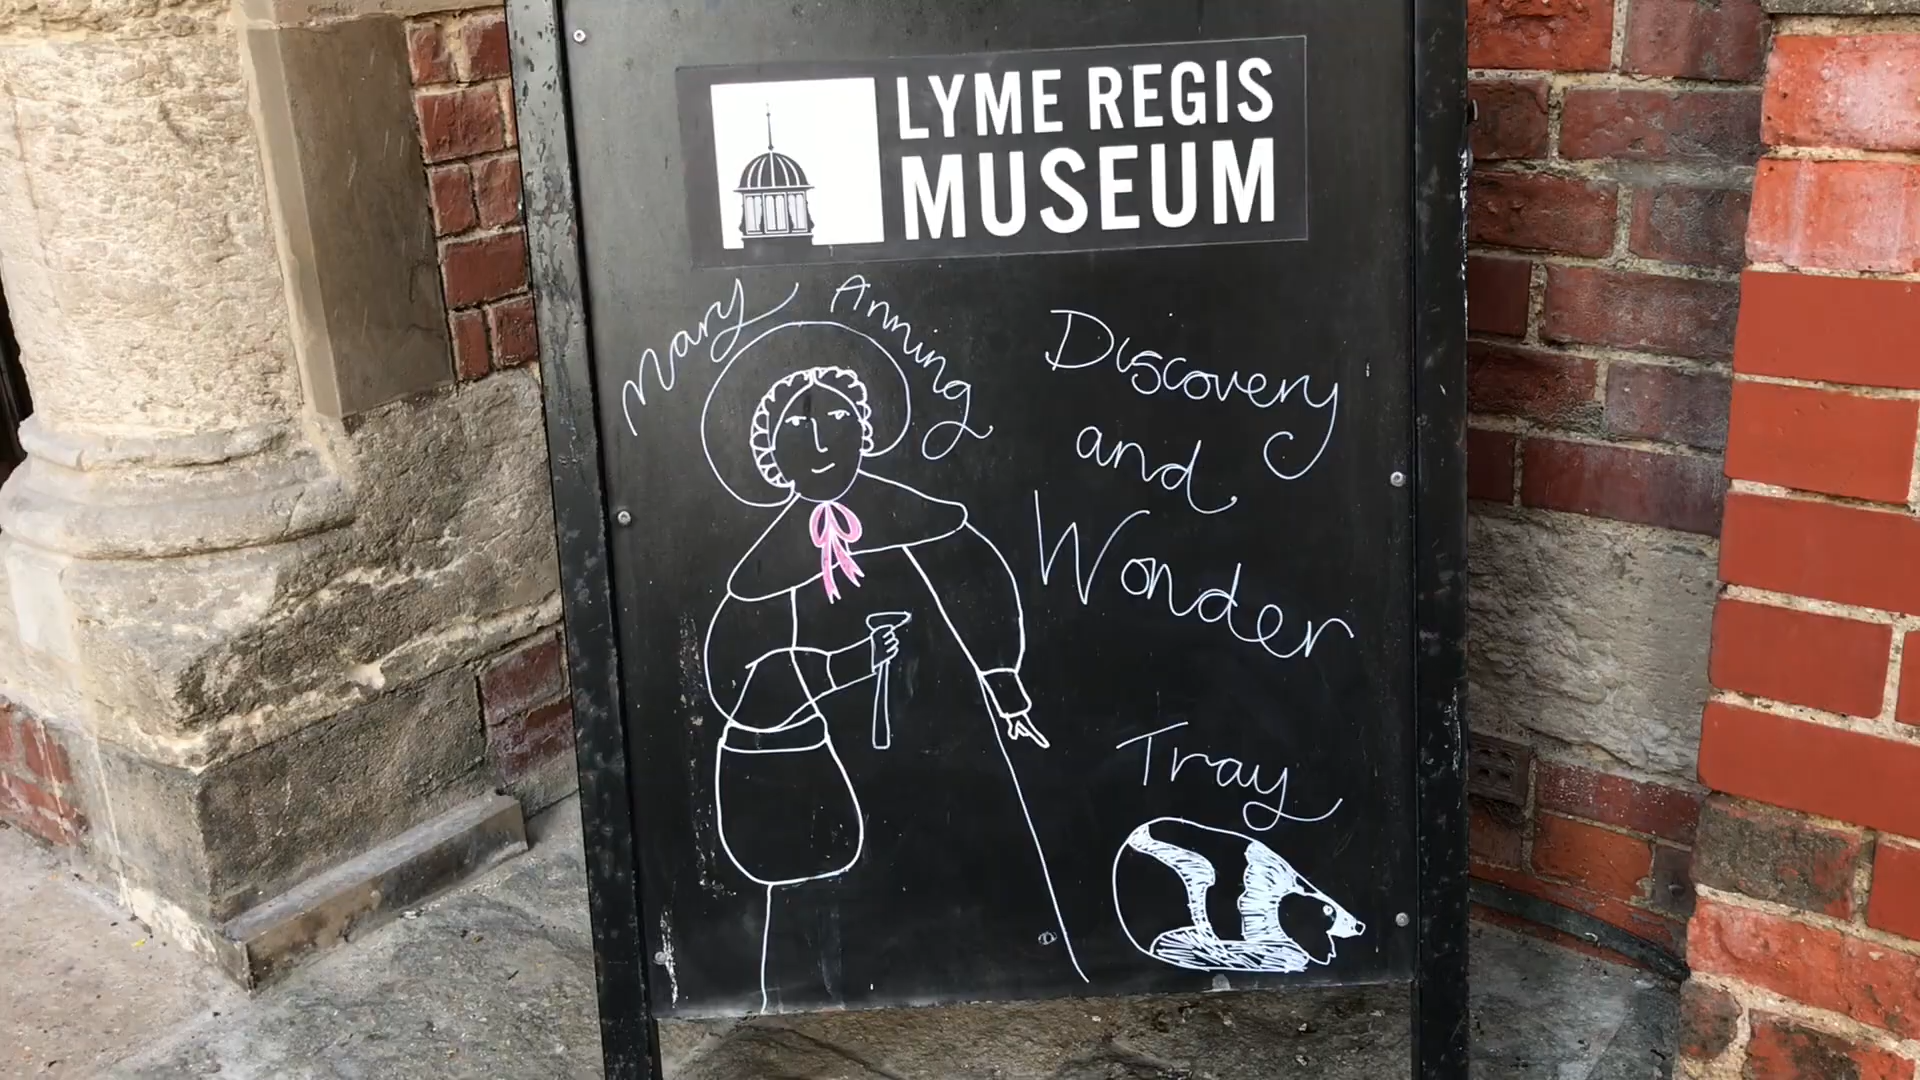 LYME REGIS
MUSEUM
Mary Anning
Discovery
and
Wonder
Tray